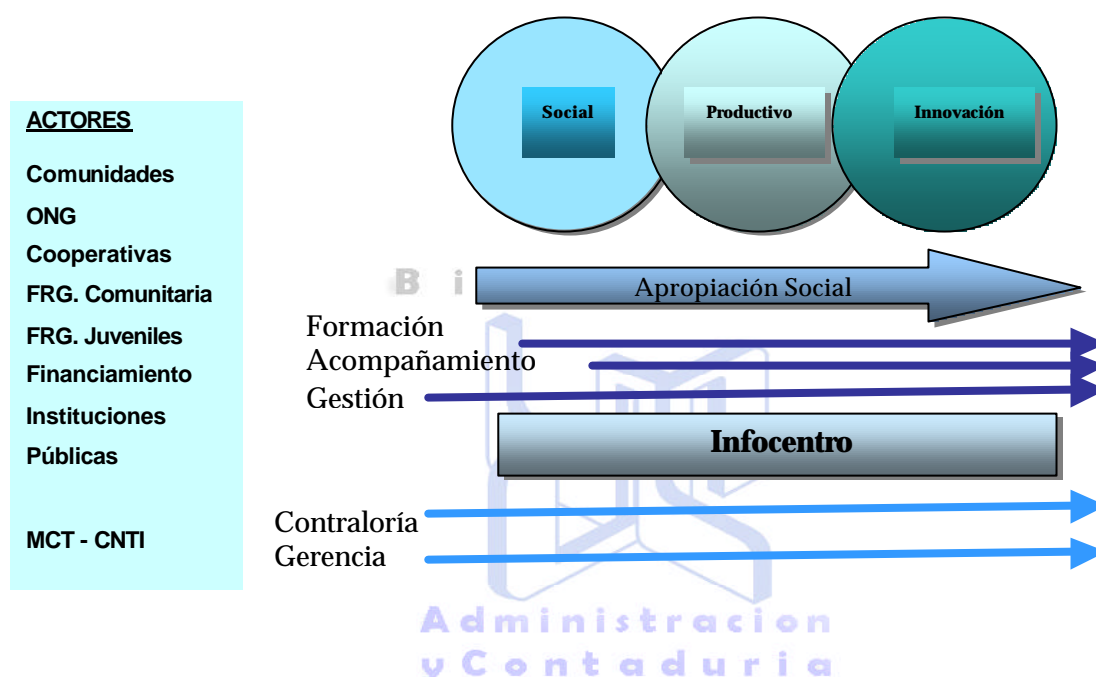 ACTORES
Comunidades
ONG
Cooperativas
FRG. Comunitaria
FRG. Juveniles
Financiamiento
Instituciones
Públicas
MCT - CNTI
Social
Productivo
Innovación
B i
Apropiación Social
Formación
Acompañamiento
Gestión
Infocentro
Contraloría
Gerencia
Administracion
y Contaduria